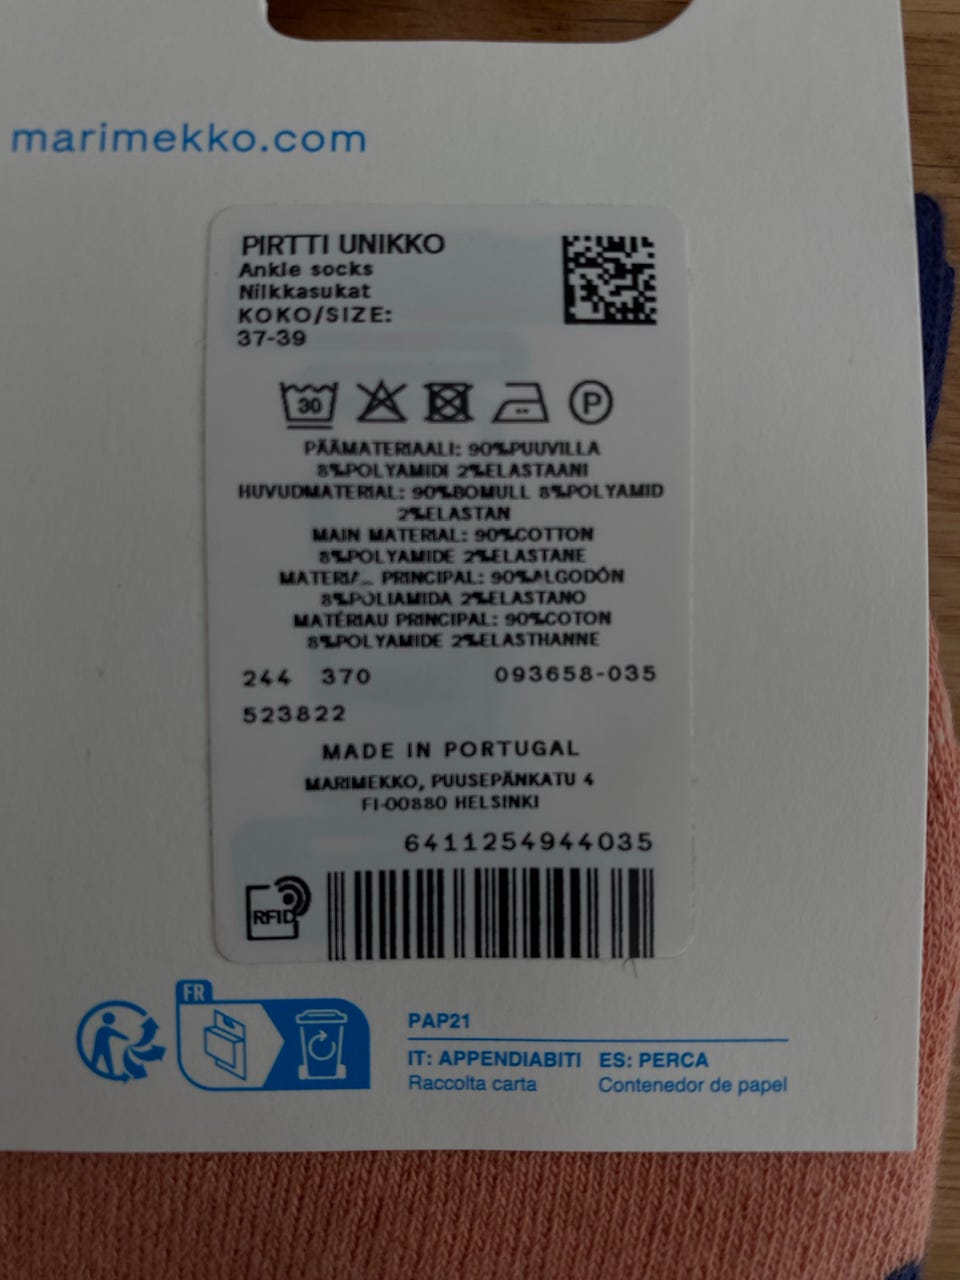 marimekko.com
PIRTTI UNIKKO
Ankle socks
Nilkkasukat
KOKO/SIZE:
37-39
30
P
PÄÄMATERIAALI: 90%PUUVILLA
8%POLYAMIDI 2%ELASTAANI
HUVUDMATERIAL: 90%BOMULL 8%POLYAMID
2%ELASTAN
MAIN MATERIAL: 90%COTTON
8%POLYAMIDE 2%ELASTANE
PRINCIPAL: 90%ALGODÓN
8%POLIAMIDA 2%ELASTANO
MATÉRIAU PRINCIPAL: 90%COTON
8%POLYAMIDE 2%ELASTHANNE
244 370 093658-035
523822
MADE IN PORTUGAL
MARIMEKKO, PUUSEPÄNKATU 4
FI-00880 HELSINKI
6411254944035
RFID
FR
PAP21
IT: APPENDIABITI ES: PERCA
Raccolta carta Contenedor de papel